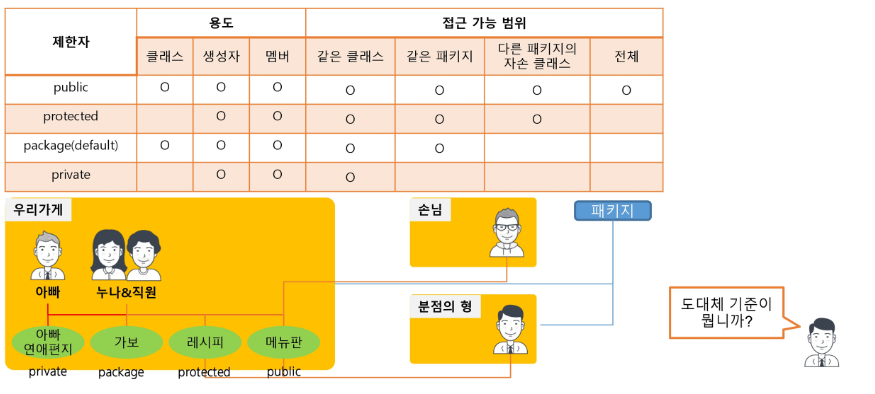 제한자 용도 접근 가능 범위
클래스 생성자 멤버 같은 클래스 같은 패키지 다른 패키지의
자손 클래스 전체
public O O O O O O O
protected O O O O O
package(default) O O O O O
private O O O
우리가게
손님
패키지
아빠 누나&직원
분점의 형
도대체 기준이
뭡니까?
아빠
연애편지
가보 레시피 메뉴판
private package protected public